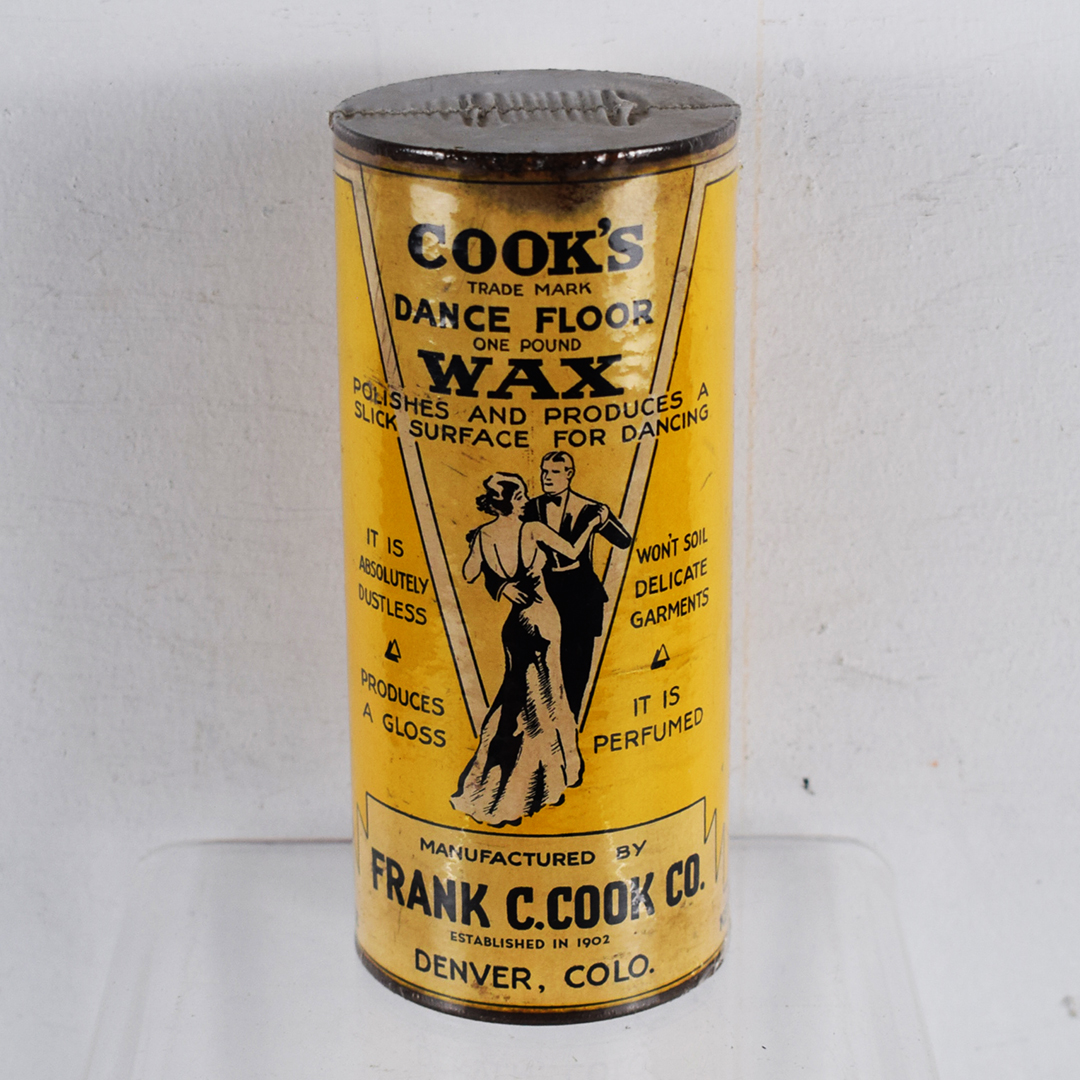 COOK'S
TRADE MARK
DANCE FLOOR
ONE POUND
WAX
POLISHES AND PRODUCES A
SLICK SURFACE FOR DANCING
IT IS
ABSOLUTELY
DUSTLESS
PRODUCES
A GLOSS
WON'T SOIL
DELICATE
GARMENTS
IT IS
PERFUMED
MANUFACTURED BY
FRANK C. COOK CO.
ESTABLISHED IN 1902
DENVER, COLO.